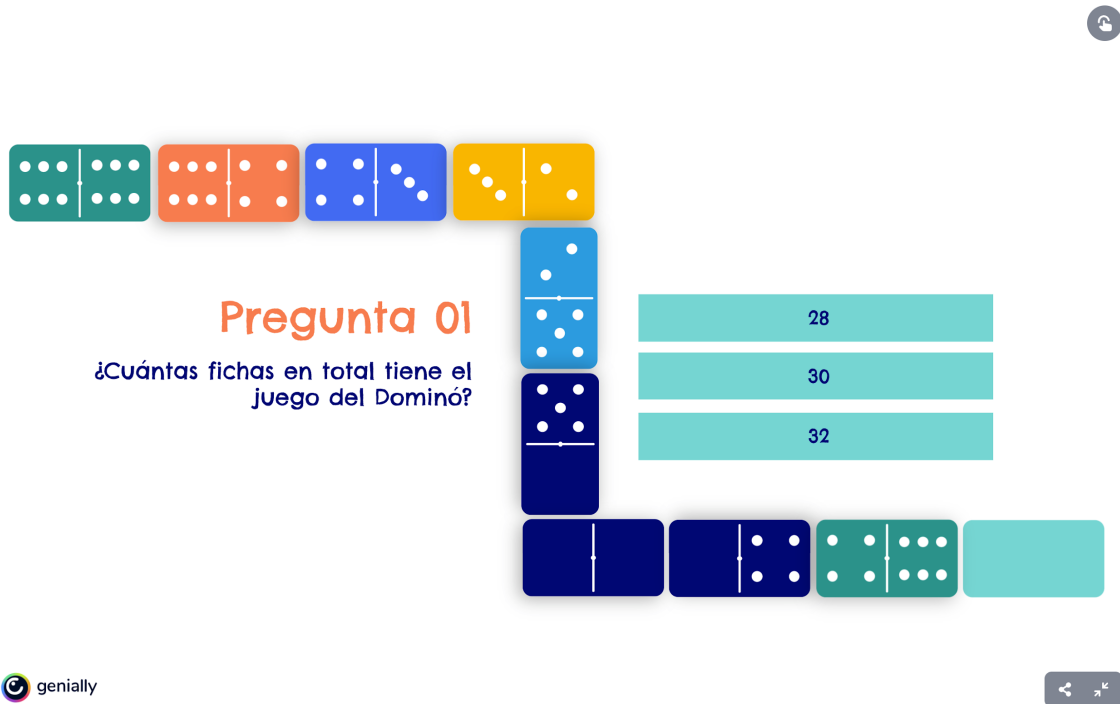 Pregunta 01
¿Cuántas fichas en total tiene el
juego del Dominó?
28
30
32
genially